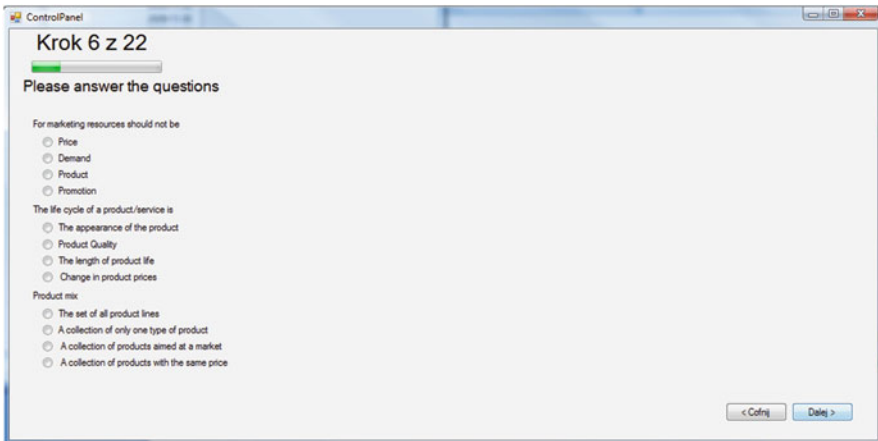 ControlPanel
Krok 6 z 22
Please answer the questions
For marketing resources should not be
Price
Demand
Product
Promotion
The life cycle of a product/service is
The appearance of the product
Product Quality
The length of product life
Change in product prices
Product mix
The set of all product lines
A collection of only one type of product
A collection of products aimed at a market
A collection of products with the same price
< Cofnij Dalej >